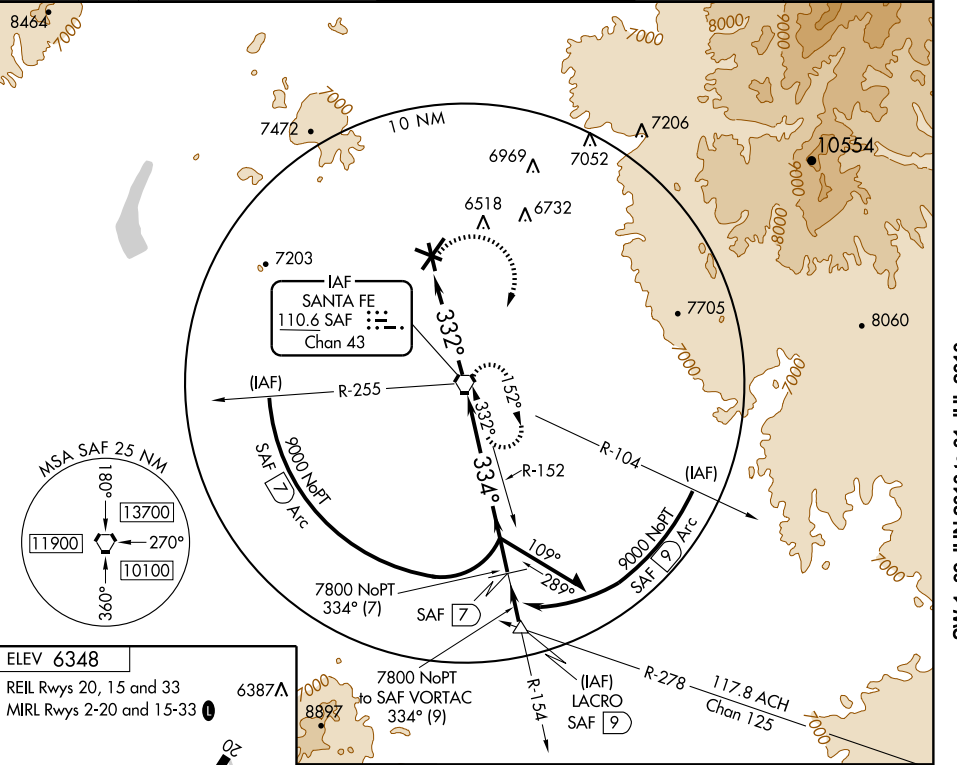 8464
7000
7472
7000
10 NM
7000
8000
9000
7206
7052
6969
10554
9000
6518
6732
8000
7203
IAF
SANTA FE
110.6 SAF
Chan 43
332°
7705
8060
7000
7000
(IAF)
R-255
152°
332°
R-104
(IAF)
9000 NoPT
SAF 7 Arc
334°
R-152
MSA SAF 25 NM
180°
13700
11900
270°
10100
360°
109°
289°
9000 NoPT
SAF 9 Arc
7800 NoPT
334° (7)
SAF 7
7800 NoPT
to SAF VORTAC
334° (9)
R-154
(IAF)
LACRO
SAF 9
R-278
117.8 ACH
Chan 125
7000
ELEV 6348
REIL Rwys 20, 15 and 33
MIRL Rwys 2-20 and 15-33 L
20
6387
7000
8897